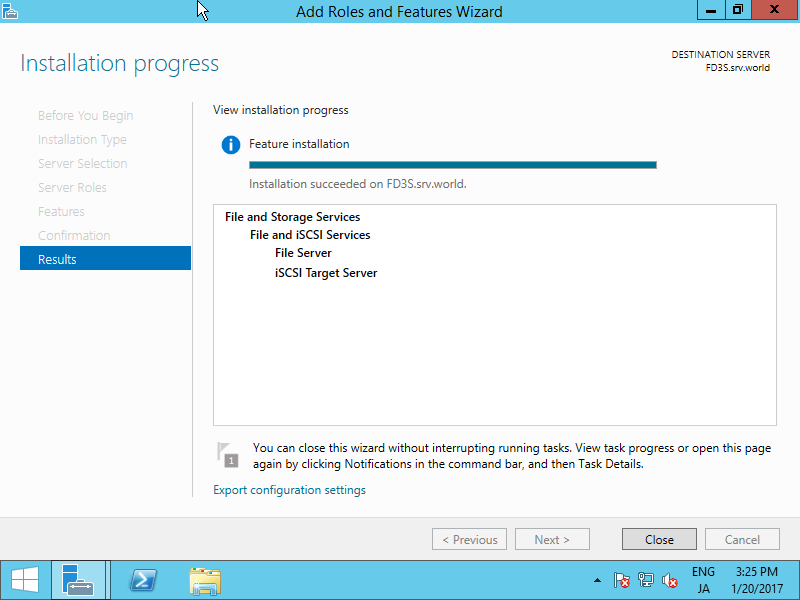 Add Roles and Features Wizard
Installation progress
DESTINATION SERVER
FD3S.srv.world
Before You Begin
Installation Type
Server Selection
Server Roles
Features
Confirmation
Results
View installation progress
Feature installation
Installation succeeded on FD3S.srv.world.
File and Storage Services
File and iSCSI Services
File Server
iSCSI Target Server
1
You can close this wizard without interrupting running tasks. View task progress or open this page
again by clicking Notifications in the command bar, and then Task Details.
Export configuration settings
< Previous
Next >
Close
Cancel
ENG
JA
3:25 PM
1/20/2017